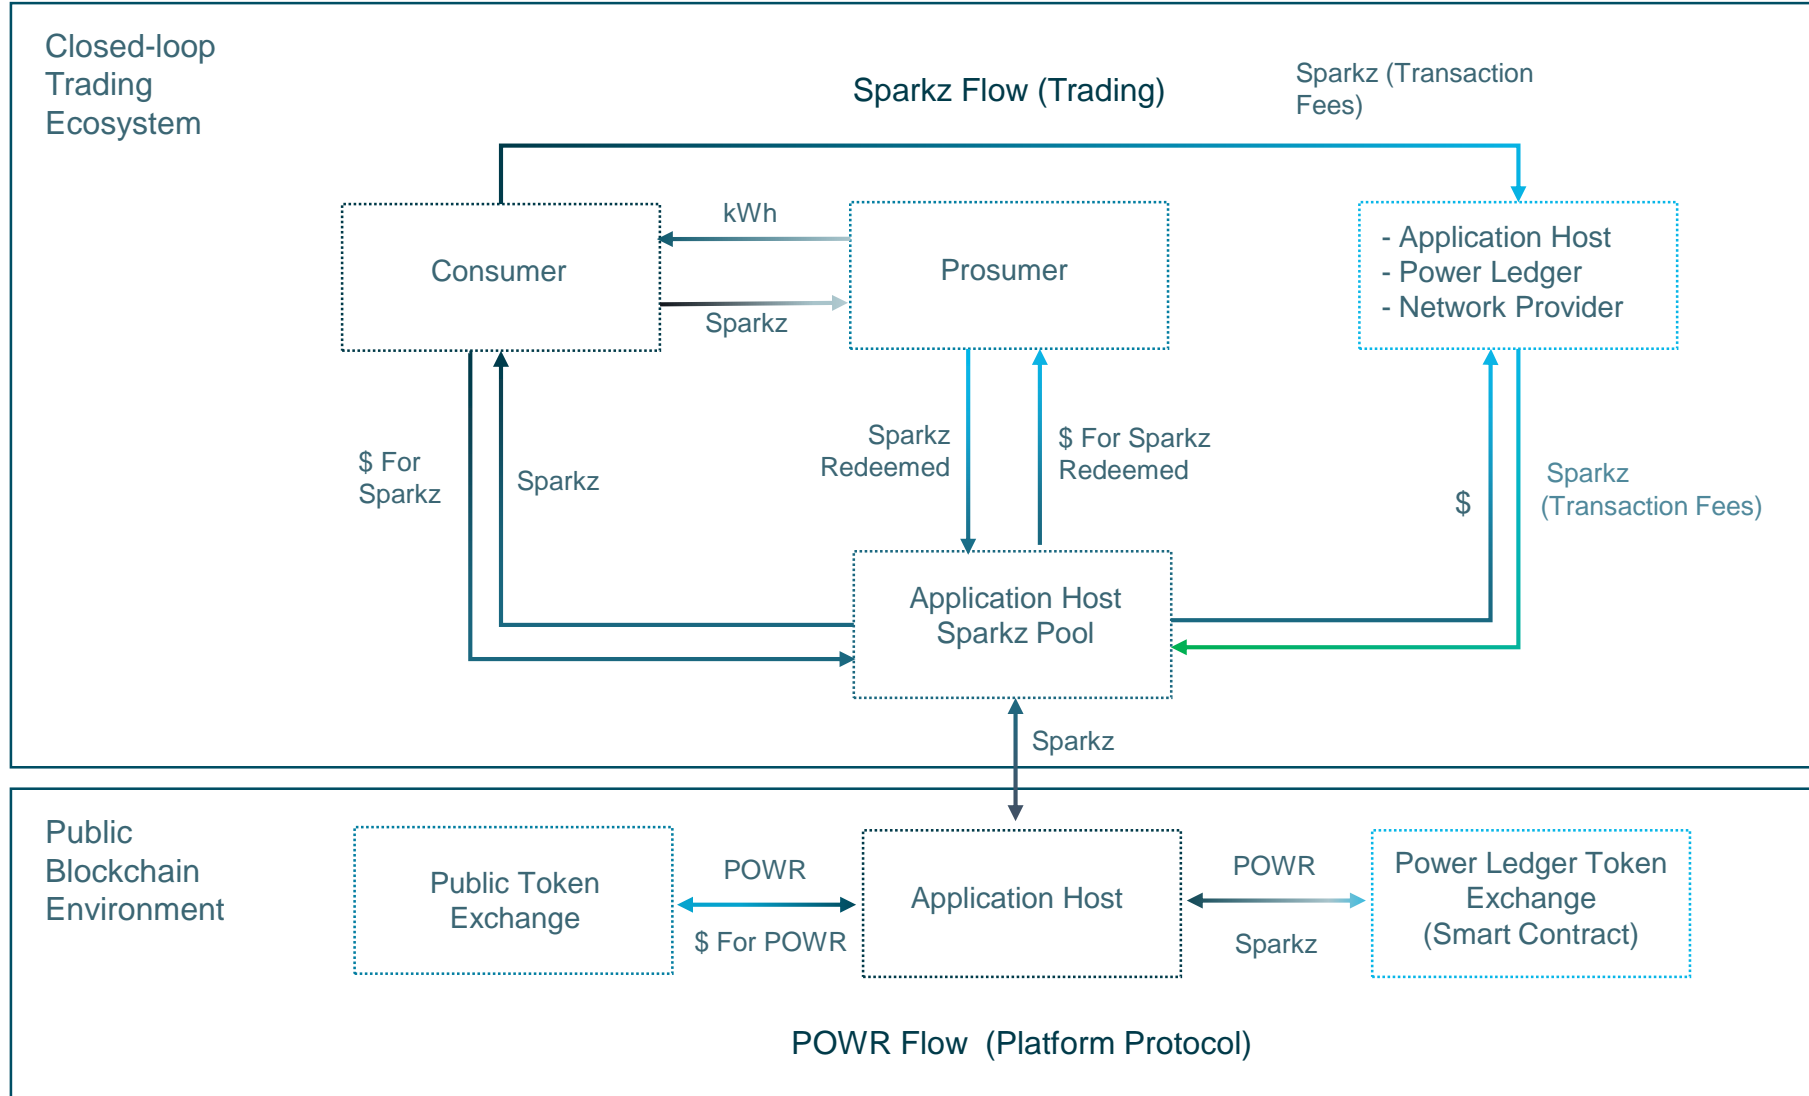 Closed-loop
Trading
Ecosystem
Sparkz Flow (Trading)
Sparkz (Transaction
Fees)
kWh
Consumer
Prosumer
- Application Host
- Power Ledger
- Network Provider
Sparkz
$ For
Sparkz
Sparkz
Sparkz
Redeemed
$ For Sparkz
Redeemed
$
Sparkz
(Transaction Fees)
Application Host
Sparkz Pool
Sparkz
Public
Blockchain
Environment
Public Token
Exchange
POWR
$ For POWR
Application Host
POWR
Sparkz
Power Ledger Token
Exchange
(Smart Contract)
POWR Flow  (Platform Protocol)